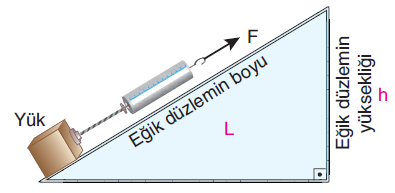 F
Eğik düzlemin boyu
Yük
L
Eğik düzlemin
yüksekliği
h